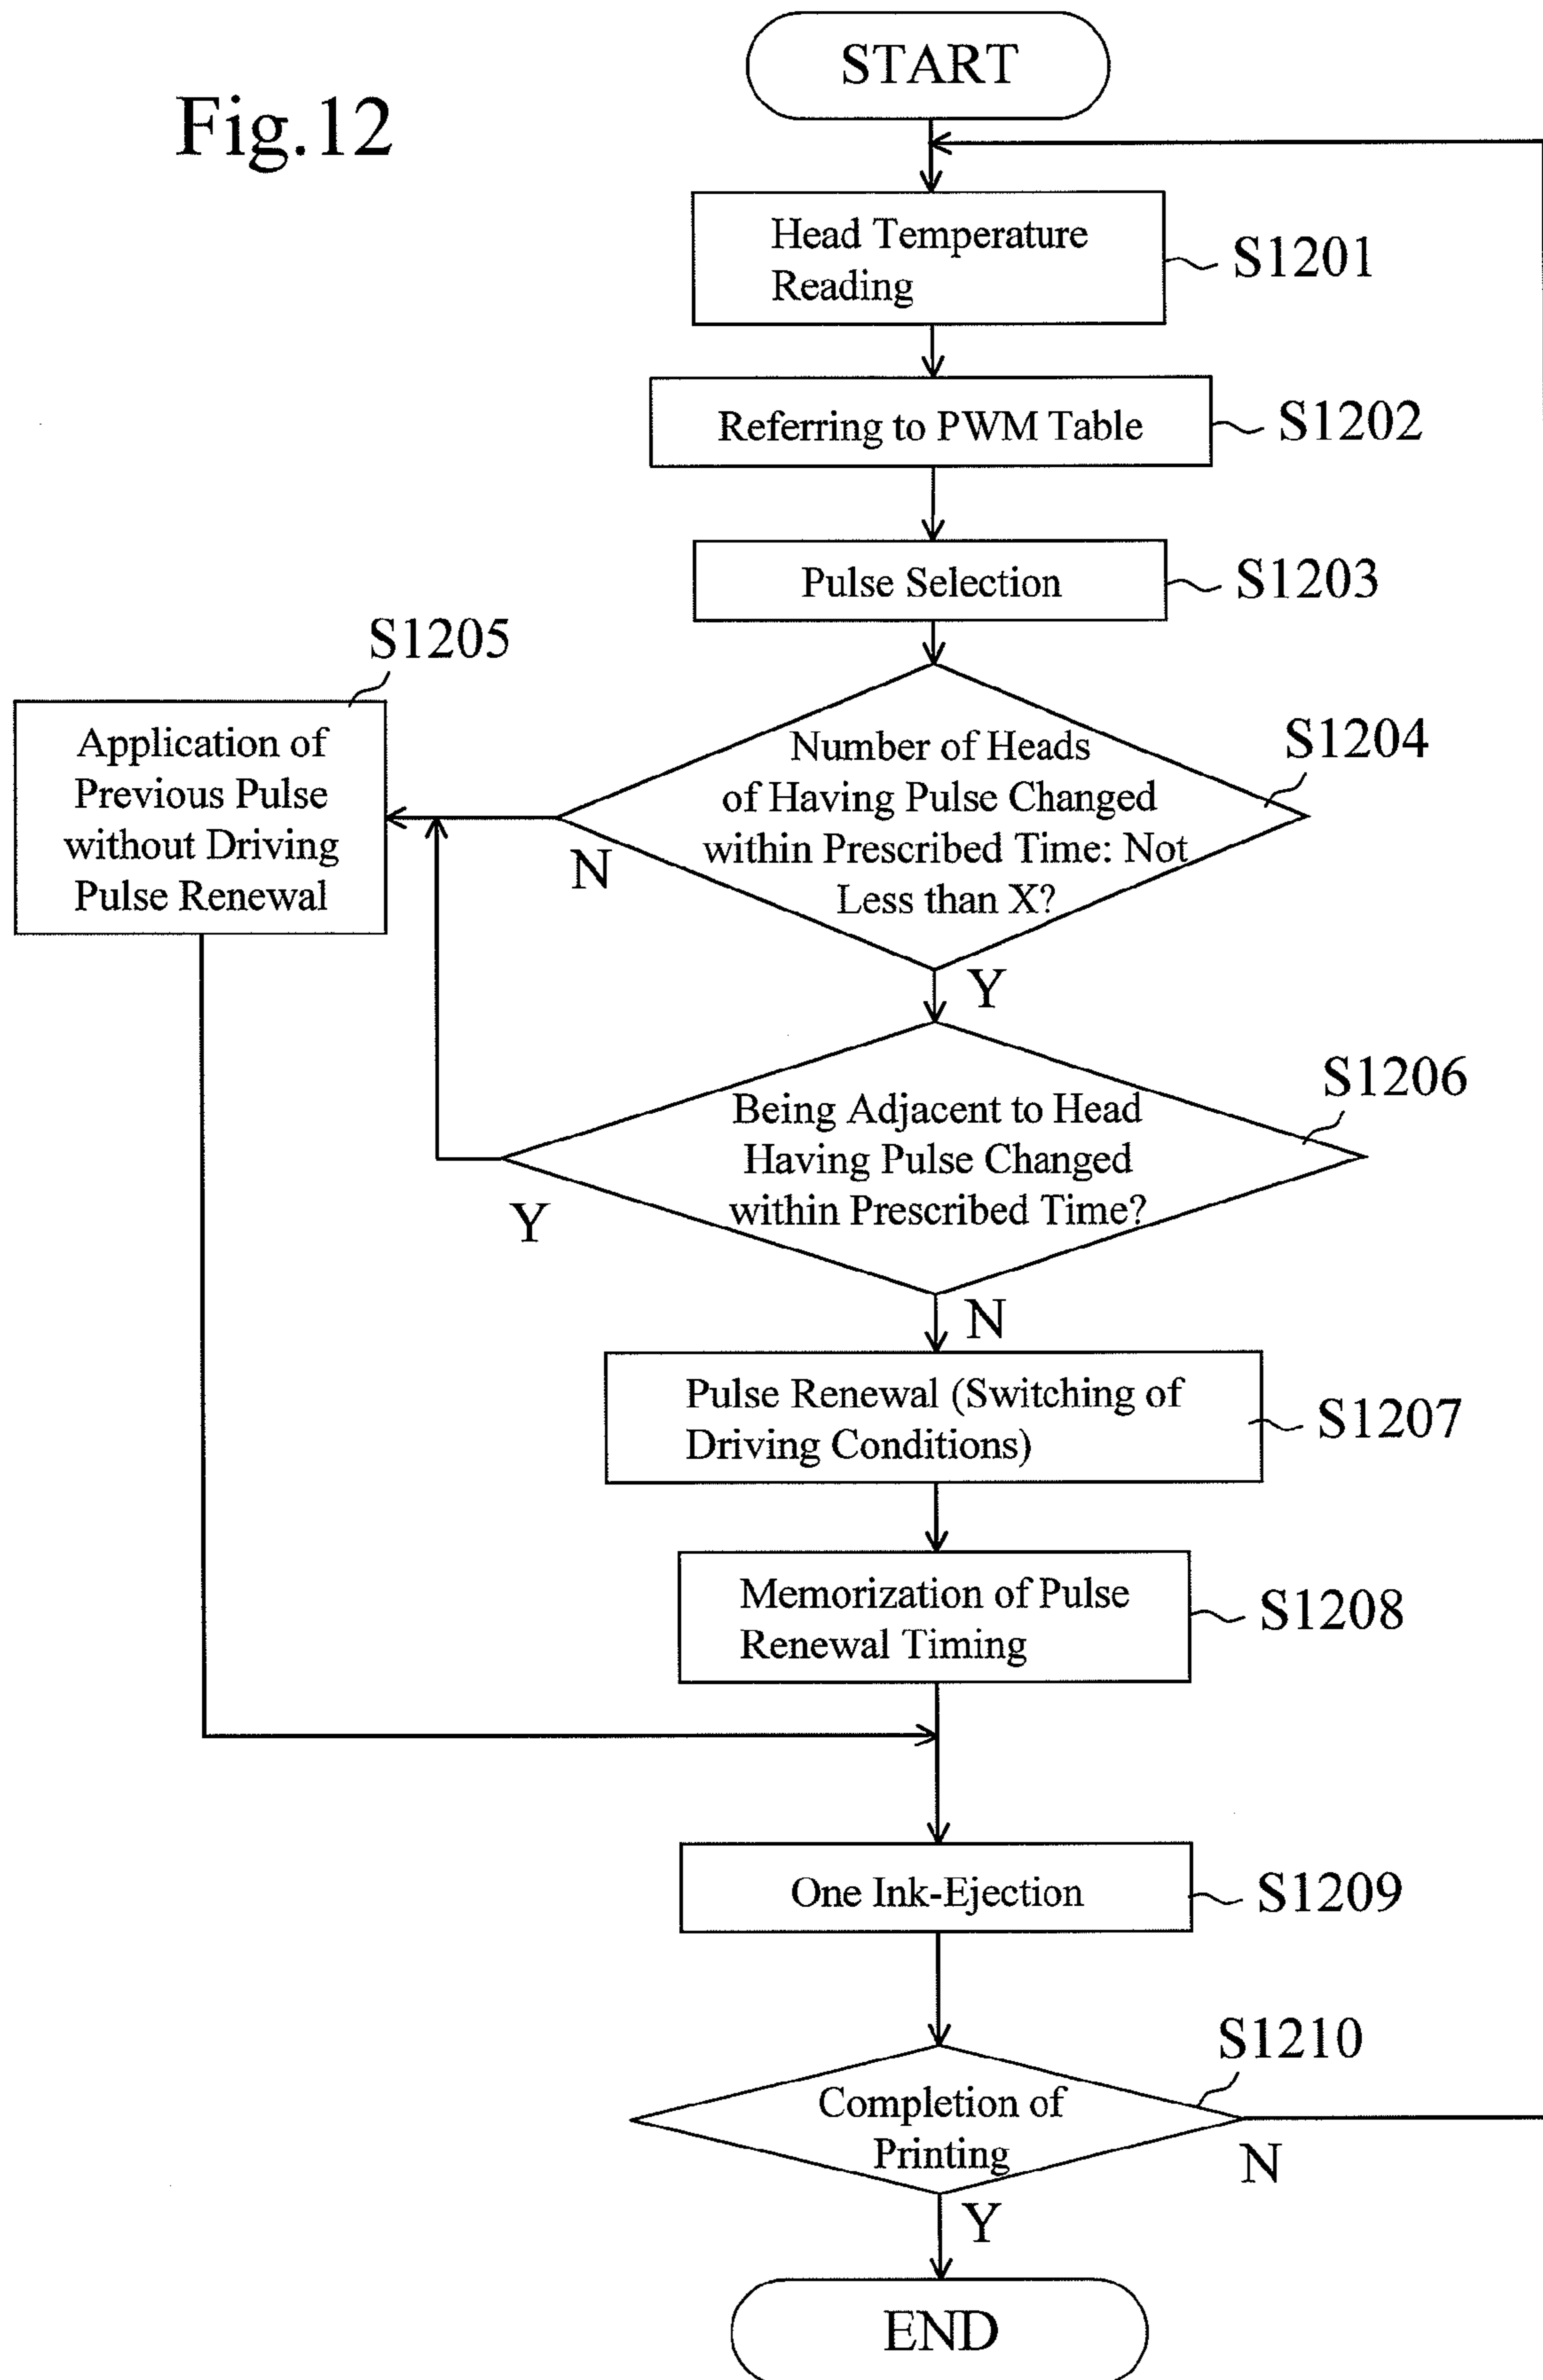 Fig.12
START
Head Temperature
Reading
S1201
Referring to PWM Table
S1202
Pulse Selection
S1203
S1205
Application of
Previous Pulse
without Driving
Pulse Renewal
Number of Heads
of Having Pulse Changed
within Prescribed Time: Not
Less than X?
S1204
N
Y
Being Adjacent to Head
Having Pulse Changed
within Prescribed Time?
S1206
Y
N
Pulse Renewal (Switching of
Driving Conditions)
S1207
Memorization of Pulse
Renewal Timing
S1208
One Ink-Ejection
S1209
Completion of
Printing
S1210
N
Y
END